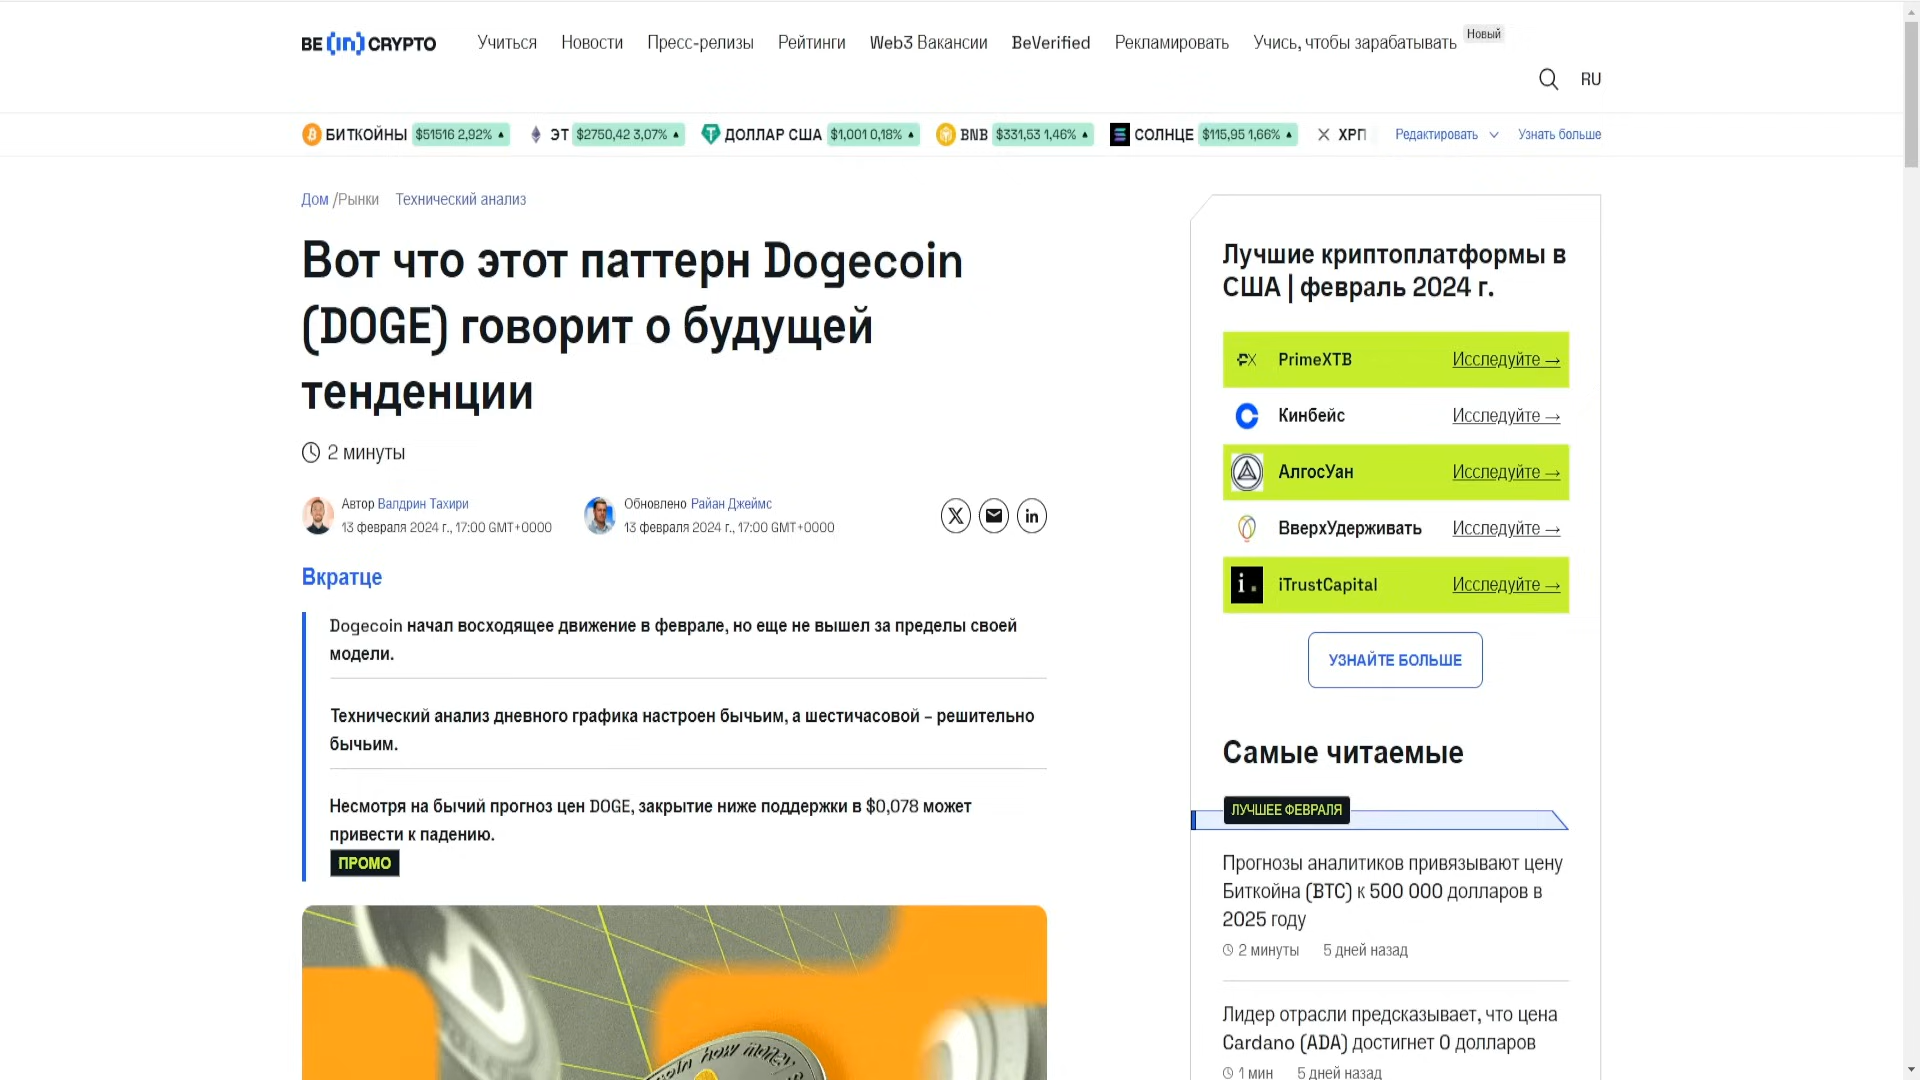 BE [in] CRYPTO
Учиться Новости Пресс-релизы Рейтинги Web3 Вакансии BeVerified Рекламировать Учись, чтобы зарабатывать Новый
RU
БИТКОЙНЫ $51516 2,92% ▲ ЭТ $2750,42 3,07% ▲ ДОЛЛАР США $1,001 0,18% ▲ BNB $331,53 1,46% ▲ СОЛНЦЕ $115,95 1,66% ▲ ХРП Редактировать Узнать больше
Дом /Рынки Технический анализ
Вот что этот паттерн Dogecoin
(DOGE) говорит о будущей
тенденции
2 минуты
Автор Валдрин Тахири
13 февраля 2024 г., 17:00 GMT+0000
Обновлено Райан Джеймс
13 февраля 2024 г., 17:00 GMT+0000
Вкратце
Dogecoin начал восходящее движение в феврале, но еще не вышел за пределы своей
модели.
Технический анализ дневного графика настроен бычьим, а шестичасовой – решительно
бычьим.
Несмотря на бычий прогноз цен DOGE, закрытие ниже поддержки в $0,078 может
привести к падению.
ПРОМО
Лучшие криптоплатформы в
США | февраль 2024 г.
PrimeXTB Исследуйте →
Кинбейс Исследуйте →
АлгосУан Исследуйте →
ВверхУдерживать Исследуйте →
iTrustCapital Исследуйте →
УЗНАЙТЕ БОЛЬШЕ
Самые читаемые
ЛУЧШЕЕ ФЕВРАЛЯ
Прогнозы аналитиков привязывают цену
Биткойна (BTC) к 500 000 долларов в
2025 году
2 минуты 5 дней назад
Лидер отрасли предсказывает, что цена
Cardano (ADA) достигнет 0 долларов
1 мин 5 дней назад